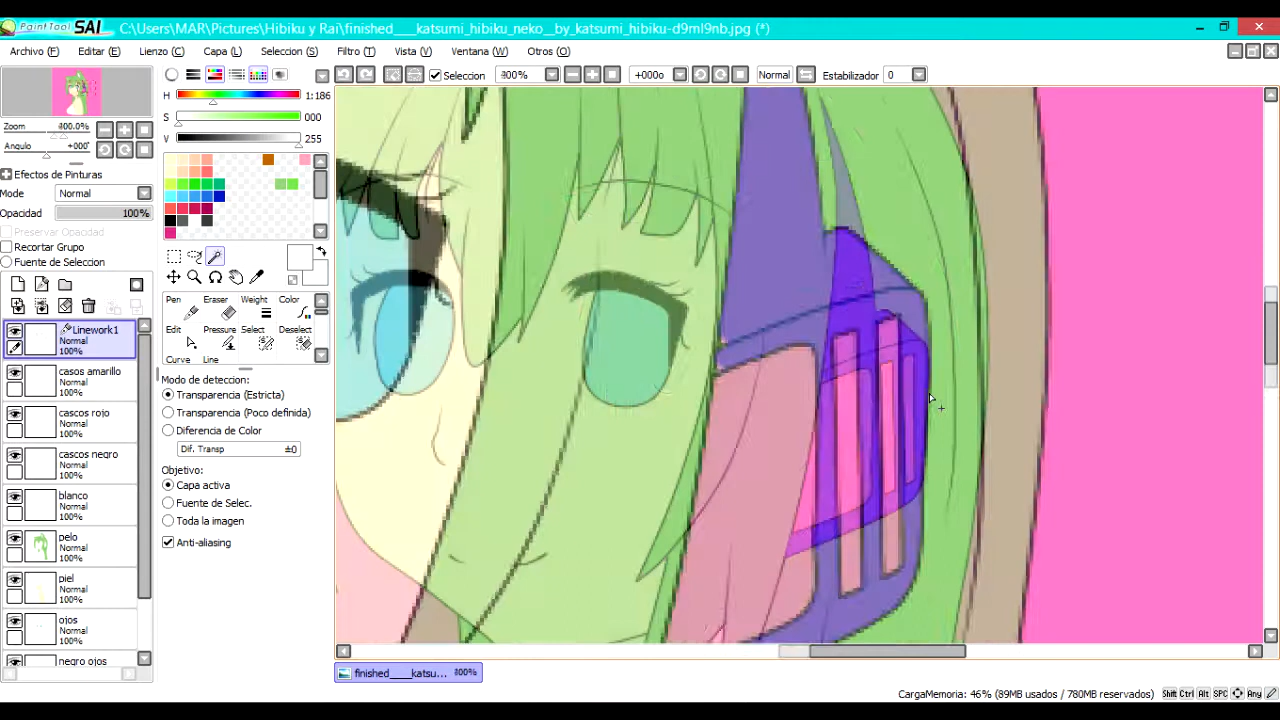 PaintTool SAI C:\Users\MAR\Pictures\Hibiku y Rai\finished___katsumi_hibiku_neko__by_katsumi_hibiku-d9ml9nb.jpg (*)
Archivo (F) Editar (E) Lienzo (C) Capa (L) Seleccion (S) Filtro (T) Vista (V) Ventana (W) Otros (O)
Seleccion 300% +000o Normal Estabilizador 0
Zoom 300.0%
Angulo +000°
Efectos de Pinturas
Mode Normal
Opacidad 100%
Preservar Opacidad
Recortar Grupo
Fuente de Seleccion
Linework1
Normal
100%
casos amarillo
Normal
100%
cascos rojo
Normal
100%
cascos negro
Normal
100%
blanco
Normal
100%
pelo
Normal
100%
piel
Normal
100%
ojos
Normal
100%
negro ojos
H 1:186
S 000
V 255
Pen Eraser Weight Color
Edit Pressure Select Deselect
Curve Line
Modo de deteccion:
Transparencia (Estricta)
Transparencia (Poco definida)
Diferencia de Color
Dif. Transp ±0
Objetivo:
Capa activa
Fuente de Selec.
Toda la imagen
Anti-aliasing
finished____katsu... 300%
CargaMemoria: 46% (89MB usados / 780MB reservados) Shift Ctrl Alt SPC Any